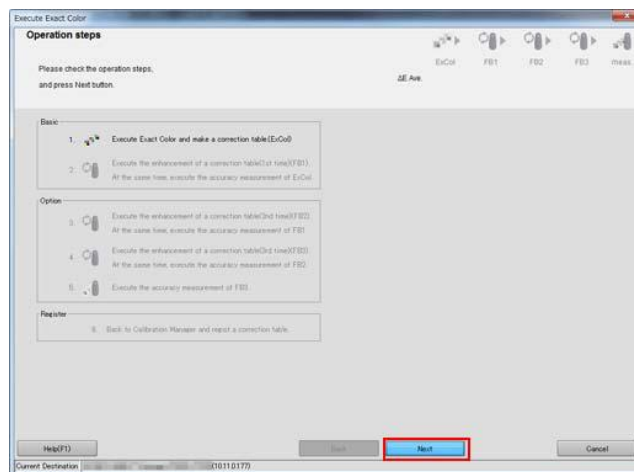 Execute Exact Color
Operation steps
Please check the operation steps,
and press Next button.
ExCol FB1 FB2 FB3 meas.
ΔE Ave.
Basic
1. Execute Exact Color and make a correction table.(ExCol)
2. Execute the enhancement of a correction table(1st time)(FB1).
At the same time, execute the accuracy measurement of ExCol.
Option
3. Execute the enhancement of a correction table(2nd time)(FB2).
At the same time, execute the accuracy measurement of FB1.
4. Execute the enhancement of a correction table(3rd time)(FB3).
At the same time, execute the accuracy measurement of FB2.
5. Execute the accuracy measurement of FB3.
Register
6. Back to Calibration Manager and regist a correction table.
Help(F1) Back Next Cancel
Current Destination (10.11.0.177)